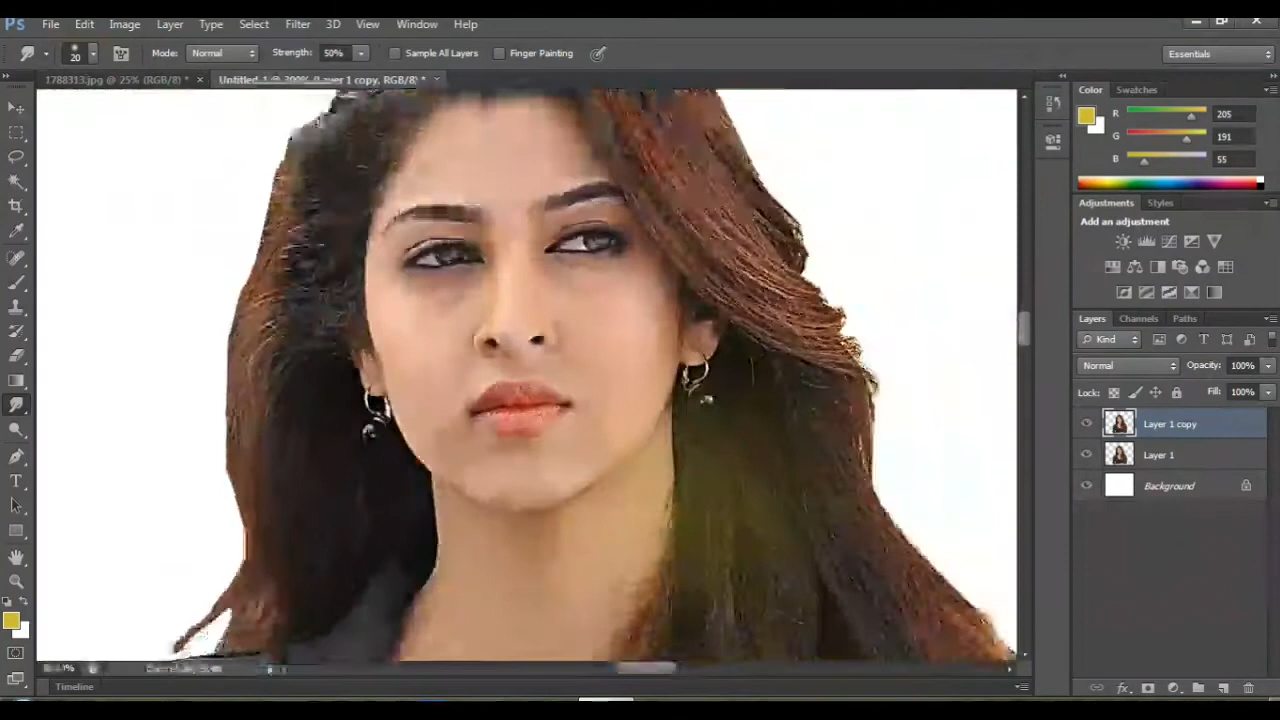 Ps File Edit Image Layer Type Select Filter 3D View Window Help
20 Mode: Normal Strength: 50% Sample All Layers Finger Painting Essentials
1788313.jpg @ 25% (RGB/8) * × Untitled-1 @ 200% (Layer 1 copy, RGB/8) * ×
Color Swatches
R 205
G 191
B 55
Adjustments Styles
Add an adjustment
Layers Channels Paths
Kind
Normal Opacity: 100%
Lock: Fill: 100%
Layer 1 copy
Layer 1
Background
Timeline